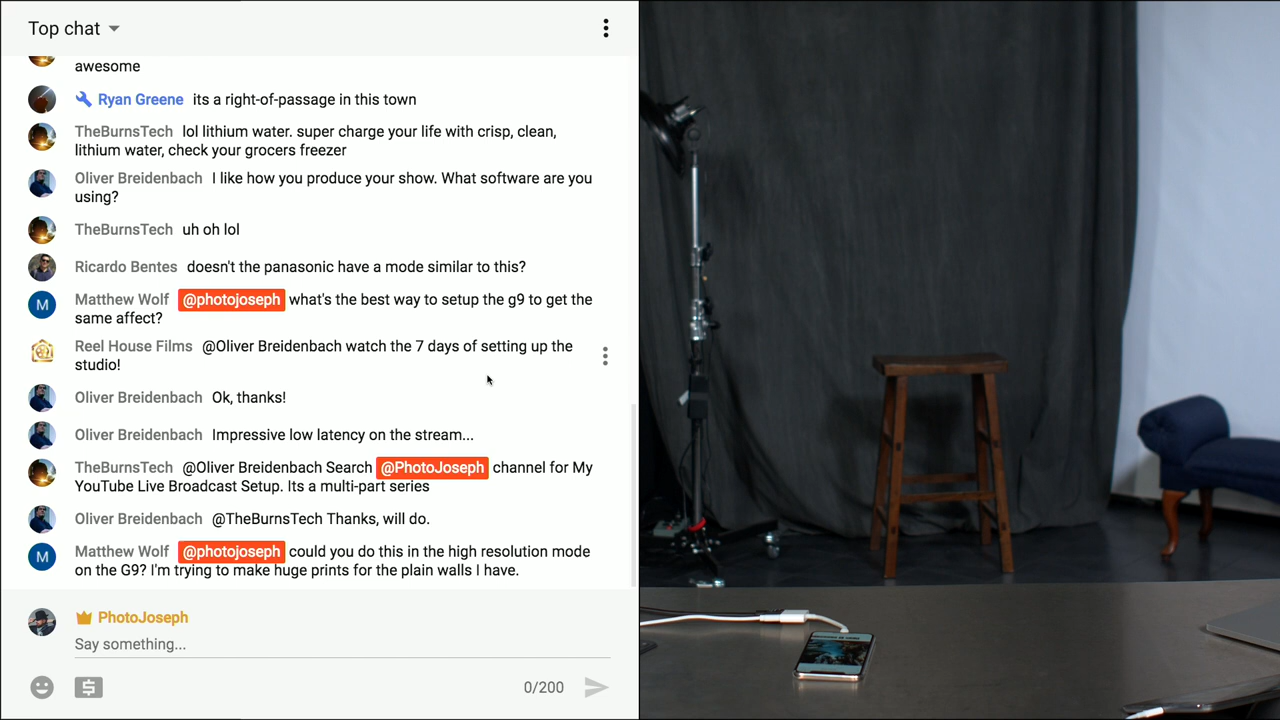 Top chat
awesome
Ryan Greene its a right-of-passage in this town
TheBurnsTech lol lithium water. super charge your life with crisp, clean,
lithium water, check your grocers freezer
Oliver Breidenbach I like how you produce your show. What software are you
using?
TheBurnsTech uh oh lol
Ricardo Bentes doesn't the panasonic have a mode similar to this?
M Matthew Wolf @photojoseph what's the best way to setup the g9 to get the
same affect?
Reel House Films @Oliver Breidenbach watch the 7 days of setting up the
studio!
Oliver Breidenbach Ok, thanks!
Oliver Breidenbach Impressive low latency on the stream...
TheBurnsTech @Oliver Breidenbach Search @PhotoJoseph channel for My
YouTube Live Broadcast Setup. Its a multi-part series
Oliver Breidenbach @TheBurnsTech Thanks, will do.
M Matthew Wolf @photojoseph could you do this in the high resolution mode
on the G9? I'm trying to make huge prints for the plain walls I have.
PhotoJoseph
Say something...
0/200